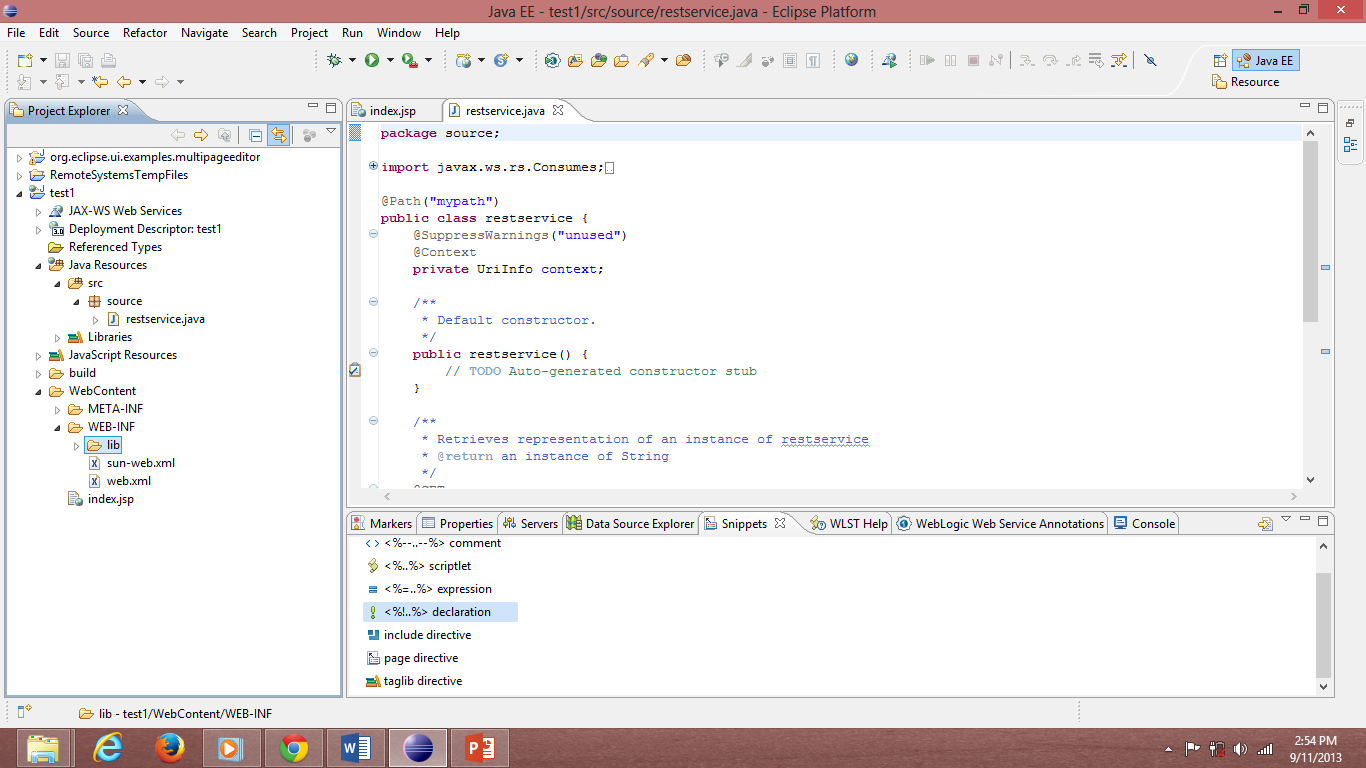 Java EE - test1/src/source/restservice.java - Eclipse Platform
File Edit Source Refactor Navigate Search Project Run Window Help
Java EE
Resource
Project Explorer
org.eclipse.ui.examples.multipageeditor
RemoteSystemsTempFiles
test1
JAX-WS Web Services
Deployment Descriptor: test1
Referenced Types
Java Resources
src
source
restservice.java
Libraries
JavaScript Resources
build
WebContent
META-INF
WEB-INF
lib
sun-web.xml
web.xml
index.jsp
index.jsp restservice.java
package source;
import javax.ws.rs.Consumes;
@Path("mypath")
public class restservice {
@SuppressWarnings("unused")
@Context
private UriInfo context;
/**
* Default constructor.
*/
public restservice() {
// TODO Auto-generated constructor stub
}
/**
* Retrieves representation of an instance of restservice
* @return an instance of String
*/
@GET
Markers Properties Servers Data Source Explorer Snippets WLST Help WebLogic Web Service Annotations Console
<%--..--%> comment
<%..%> scriptlet
<%=..%> expression
<%!..%> declaration
include directive
page directive
taglib directive
lib - test1/WebContent/WEB-INF
2:54 PM
9/11/2013